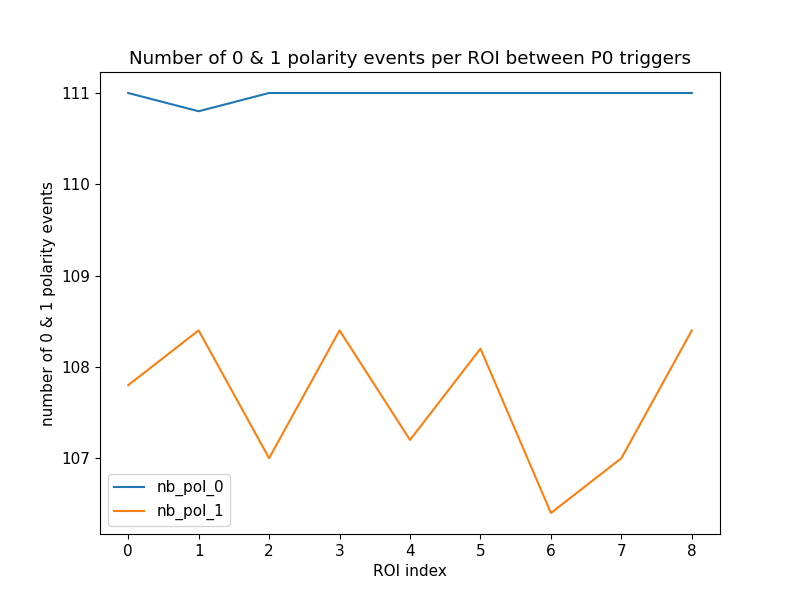 Number of 0 & 1 polarity events per ROI between P0 triggers
111
110
109
108
107
number of 0 & 1 polarity events
nb_pol_0
nb_pol_1
0 1 2 3 4 5 6 7 8
ROI index